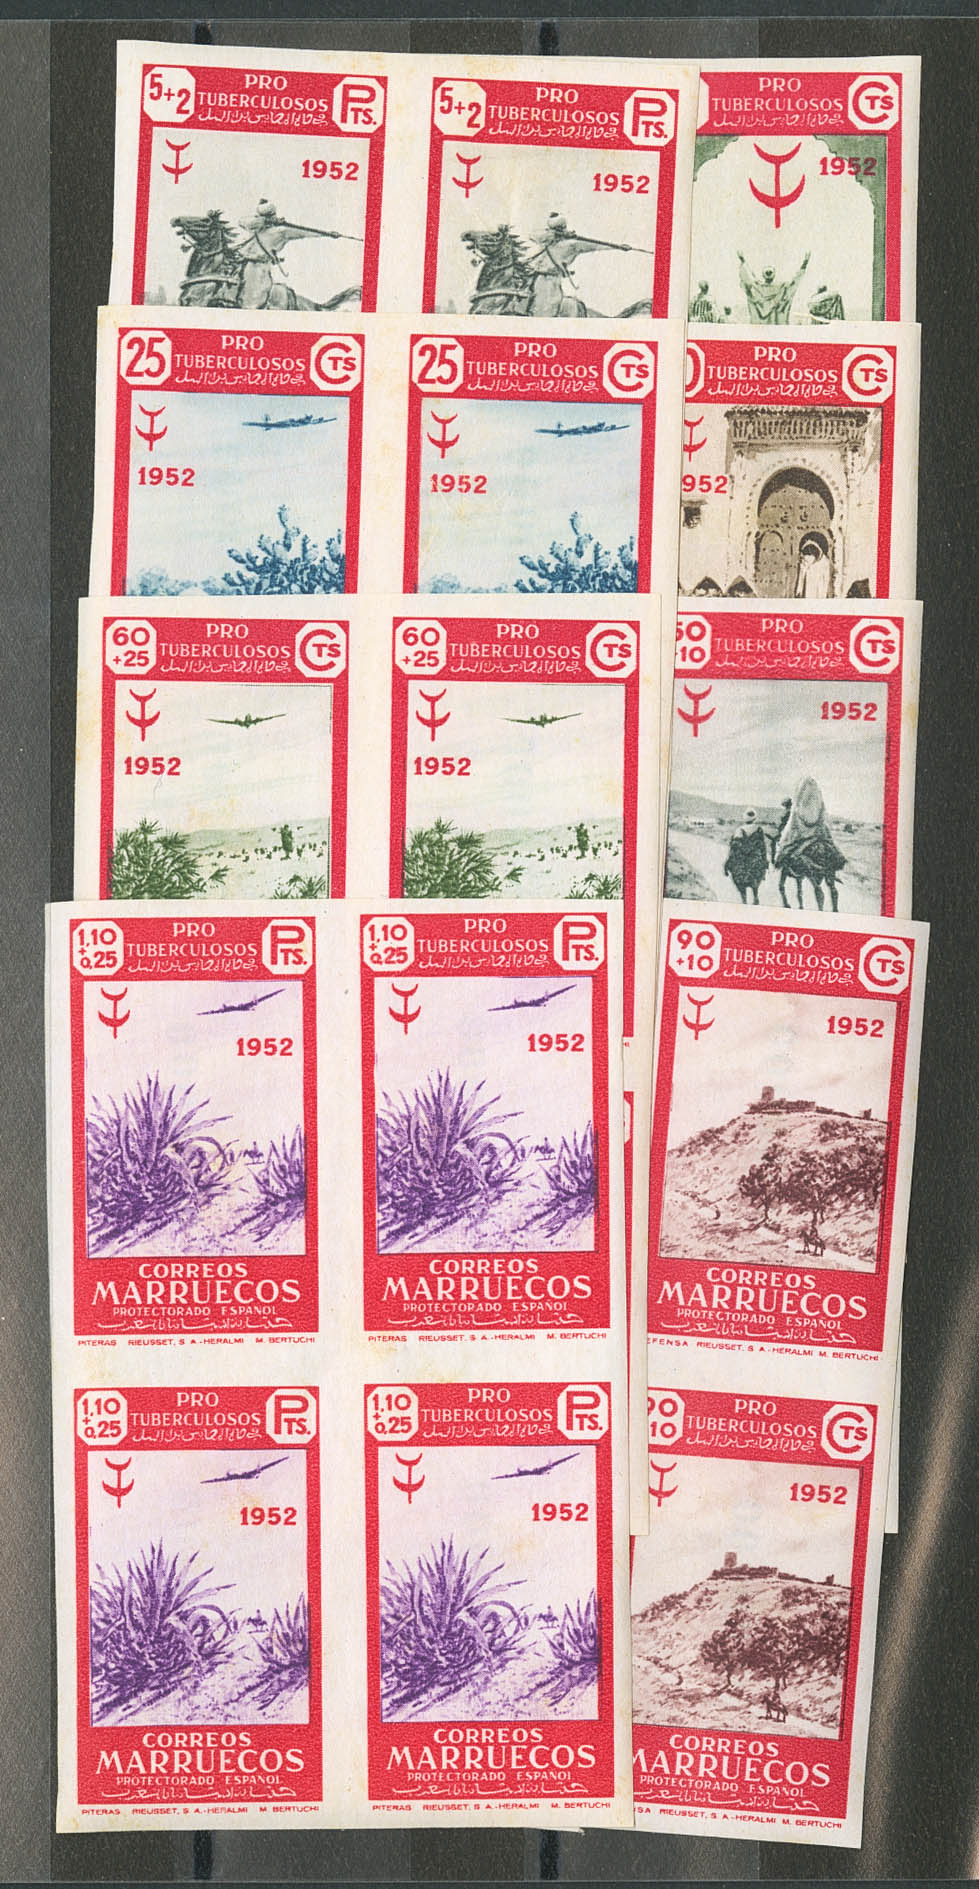 5+2 PRO PTS.
TUBERCULOSOS
1952
5+2 PRO PTS.
TUBERCULOSOS
1952
PRO CTS
TUBERCULOSOS
1952
25 PRO CTS
TUBERCULOSOS
1952
25 PRO CTS
TUBERCULOSOS
1952
PRO CTS
TUBERCULOSOS
952
60 PRO CTS
+25 TUBERCULOSOS
1952
60 PRO CTS
+25 TUBERCULOSOS
1952
PRO CTS
10 TUBERCULOSOS
1952
1,10 PRO PTS.
+ TUBERCULOSOS
0,25
1952
CORREOS
MARRUECOS
PROTECTORADO ESPAÑOL
PITERAS RIEUSSET, S. A.-HERALMI M. BERTUCHI
1,10 PRO PTS.
+ TUBERCULOSOS
0,25
1952
CORREOS
MARRUECOS
PROTECTORADO ESPAÑOL
PITERAS RIEUSSET, S. A.-HERALMI M. BERTUCHI
90 PRO CTS
+10 TUBERCULOSOS
1952
CORREOS
MARRUECOS
PROTECTORADO ESPAÑOL
EFENSA RIEUSSET, S. A.-HERALMI M. BERTUCHI
1,10 PRO PTS.
+ TUBERCULOSOS
0,25
1952
CORREOS
MARRUECOS
PROTECTORADO ESPAÑOL
PITERAS RIEUSSET, S. A.-HERALMI M. BERTUCHI
1,10 PRO PTS.
+ TUBERCULOSOS
0,25
1952
CORREOS
MARRUECOS
PROTECTORADO ESPAÑOL
PITERAS RIEUSSET, S. A.-HERALMI M. BERTUCHI
PRO CTS
10 TUBERCULOSOS
1952
CORREOS
MARRUECOS
PROTECTORADO ESPAÑOL
SA RIEUSSET, S. A.-HERALMI M. BERTUCHI